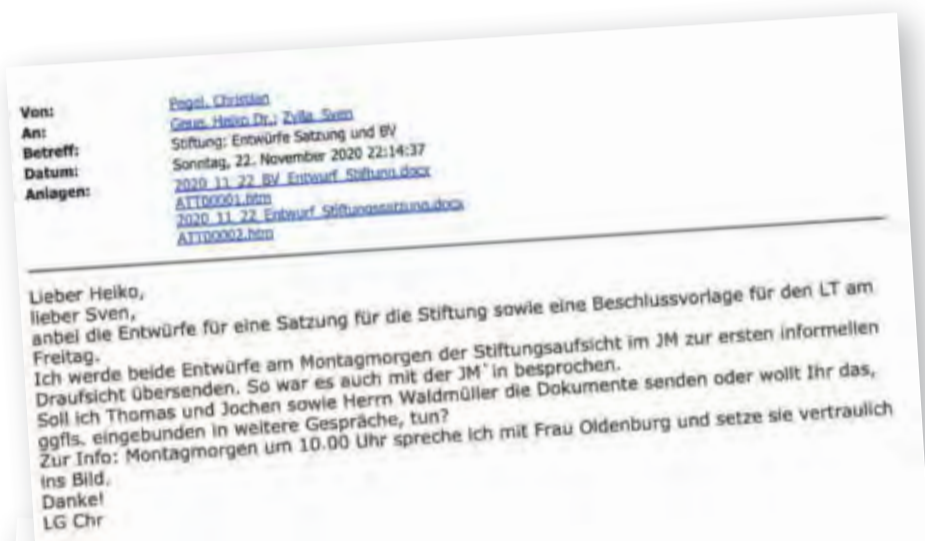 Von: Pegel, Christian
An: Geue, Heiko Dr.; Zylla, Sven
Betreff: Stiftung: Entwürfe Satzung und BV
Datum: Sonntag, 22. November 2020 22:14:37
Anlagen: 2020_11_22_BV_Entwurf_Stiftung.docx
ATT00001.htm
2020_11_22_Entwurf_Stiftungssatzung.docx
ATT00002.htm
Lieber Heiko,
lieber Sven,
anbei die Entwürfe für eine Satzung für die Stiftung sowie eine Beschlussvorlage für den LT am
Freitag.
Ich werde beide Entwürfe am Montagmorgen der Stiftungsaufsicht im JM zur ersten informellen
Draufsicht übersenden. So war es auch mit der JM´in besprochen.
Soll ich Thomas und Jochen sowie Herrn Waldmüller die Dokumente senden oder wollt Ihr das,
ggfls. eingebunden in weitere Gespräche, tun?
Zur Info: Montagmorgen um 10.00 Uhr spreche ich mit Frau Oldenburg und setze sie vertraulich
ins Bild.
Danke!
LG Chr